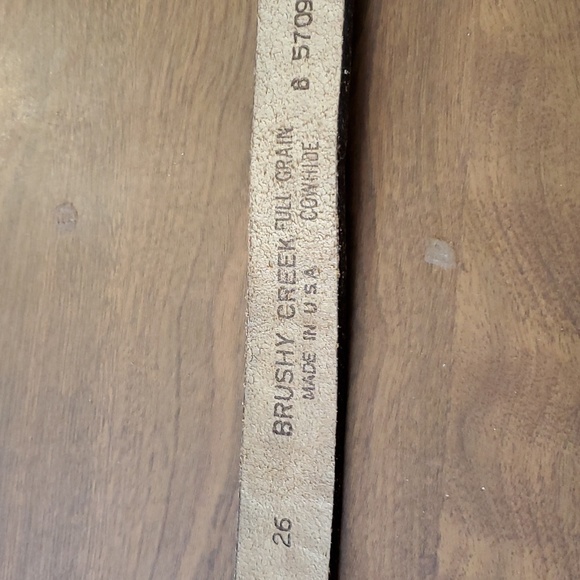 26
BRUSHY CREEK FULL GRAIN
MADE IN U.S.A. COWHIDE
B 5709